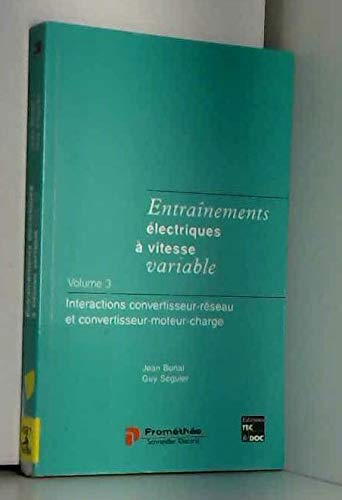 Entraînements
électriques
à vitesse
variable
Volume 3
Interactions convertisseur-réseau
et convertisseur-moteur-charge
Jean Bonal
Guy Séguier
Prométhée
Schneider Electric
Editions
TEC
& DOC